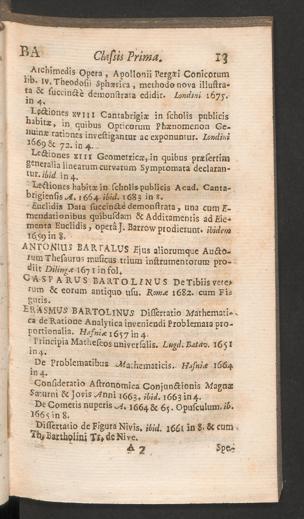 BA Classis Prima. 13
Archimedis Opera, Apollonii Pergæi Conicorum
lib. IV. Theodosii Sphærica, methodo nova illustra-
ta & succinctè demonstrata edidit. Londini 1675.
in 4.
Lectiones XVIII Cantabrigiæ in scholis publicis
habitæ, in quibus Opticorum Phænomenon Ge-
nuinæ rationes investigantur ac exponuntur. Londini
1669 & 72. in 4.
Lectiones XIII Geometricæ, in quibus præsertim
generalia linearum curvarum Symptomata declaran-
tur. ibid. in 4.
Lectiones habitæ in scholis publicis Acad. Canta-
brigiensis A. 1664 ibid. 1683 in 8.
Euclidis Data succinctè demonstrata, una cum E-
mendationibus quibusdam & Additamentis ad Ele-
menta Euclidis, operâ J. Barrow prodierunt. ibidem
1659 in 8.
ANTONIUS BARTALUS Ejus aliorumque Aucto-
rum Thesaurus musicus trium instrumentorum pro-
diit Dilingæ 1671 in fol.
CASPARUS BARTOLINUS De Tibiis vete-
rum & eorum antiquo usu. Romæ 1682. cum Fi-
guris.
ERASMUS BARTOLINUS Dissertatio Mathemati-
ca de Ratione Analytica inveniendi Problemata pro-
portionalia. Hafniæ 1657 in 4.
Principia Matheseos universalis. Lugd. Batav. 1651
in 4.
De Problematibus Mathematicis. Hafniæ 1664
in 4.
Consideratio Astronomica Conjunctionis Magnæ
Saturni & Jovis Anni 1663. ibid. 1663 in 4.
De Cometis nuperis A. 1664 & 65. Opusculum. ib.
1665 in 8.
Dissertatio de Figura Nivis. ibid. 1661 in 8. & cum
Th. Bartholini Tr. de Nive.
A 7 Spe-